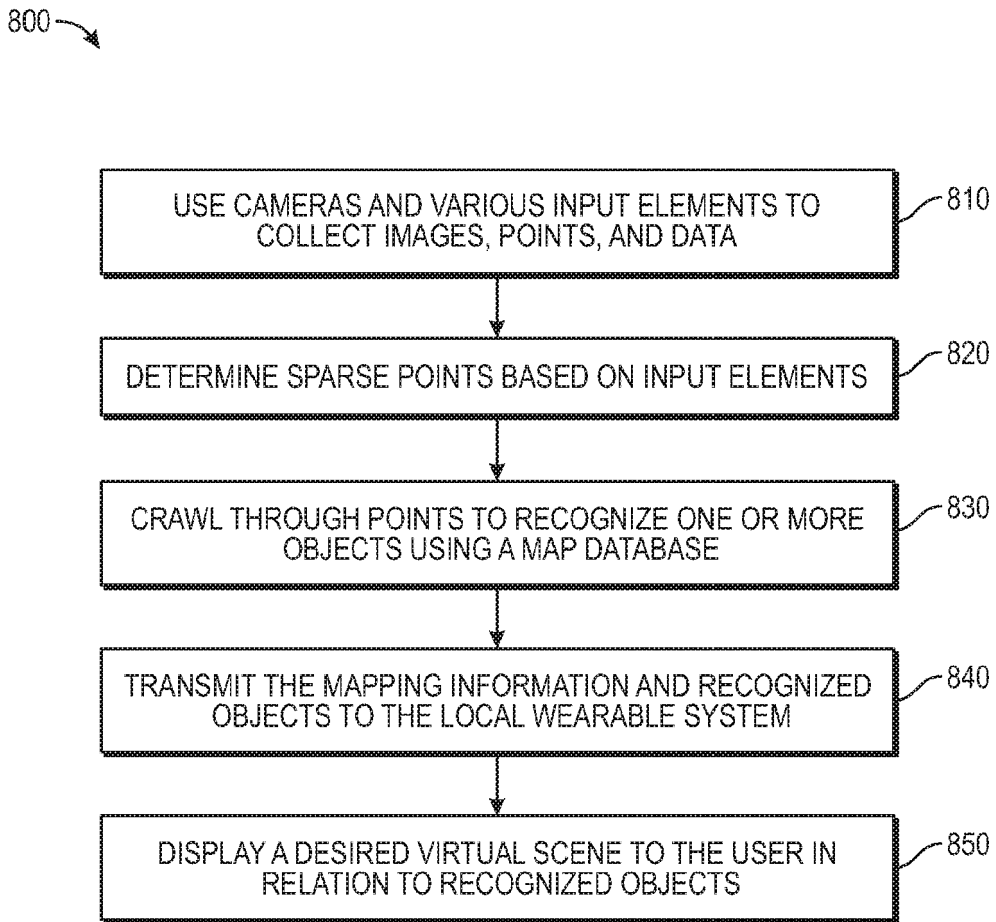 800
USE CAMERAS AND VARIOUS INPUT ELEMENTS TO
COLLECT IMAGES, POINTS, AND DATA
810
DETERMINE SPARSE POINTS BASED ON INPUT ELEMENTS
820
CRAWL THROUGH POINTS TO RECOGNIZE ONE OR MORE
OBJECTS USING A MAP DATABASE
830
TRANSMIT THE MAPPING INFORMATION AND RECOGNIZED
OBJECTS TO THE LOCAL WEARABLE SYSTEM
840
DISPLAY A DESIRED VIRTUAL SCENE TO THE USER IN
RELATION TO RECOGNIZED OBJECTS
850